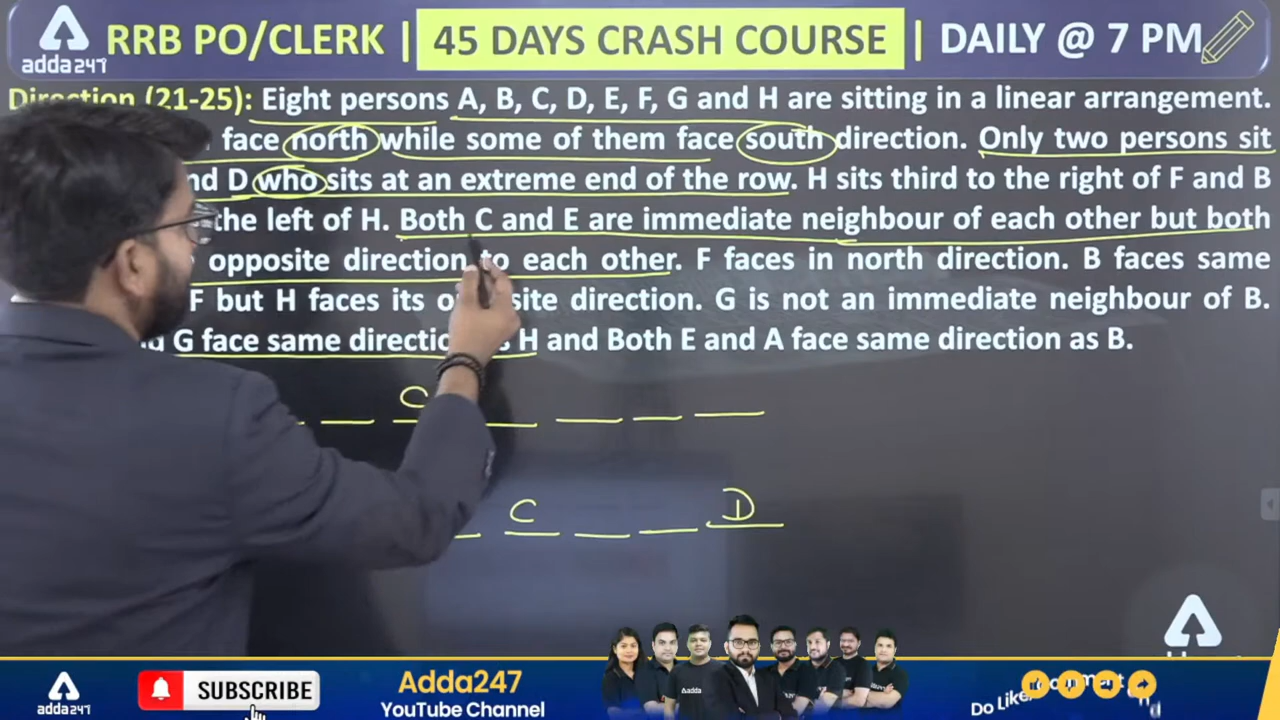 RRB PO/CLERK | 45 DAYS CRASH COURSE | DAILY @ 7 PM
adda247
Direction (21-25): Eight persons A, B, C, D, E, F, G and H are sitting in a linear arrangement.
face north while some of them face south direction. Only two persons sit
D who sits at an extreme end of the row. H sits third to the right of F and B
the left of H. Both C and E are immediate neighbour of each other but both
opposite direction to each other. F faces in north direction. B faces same
F but H faces its direction. G is not an immediate neighbour of B.
G face same H and Both E and A face same direction as B.
C
C D
adda247
SUBSCRIBE
Adda247
YouTube Channel
Do Like